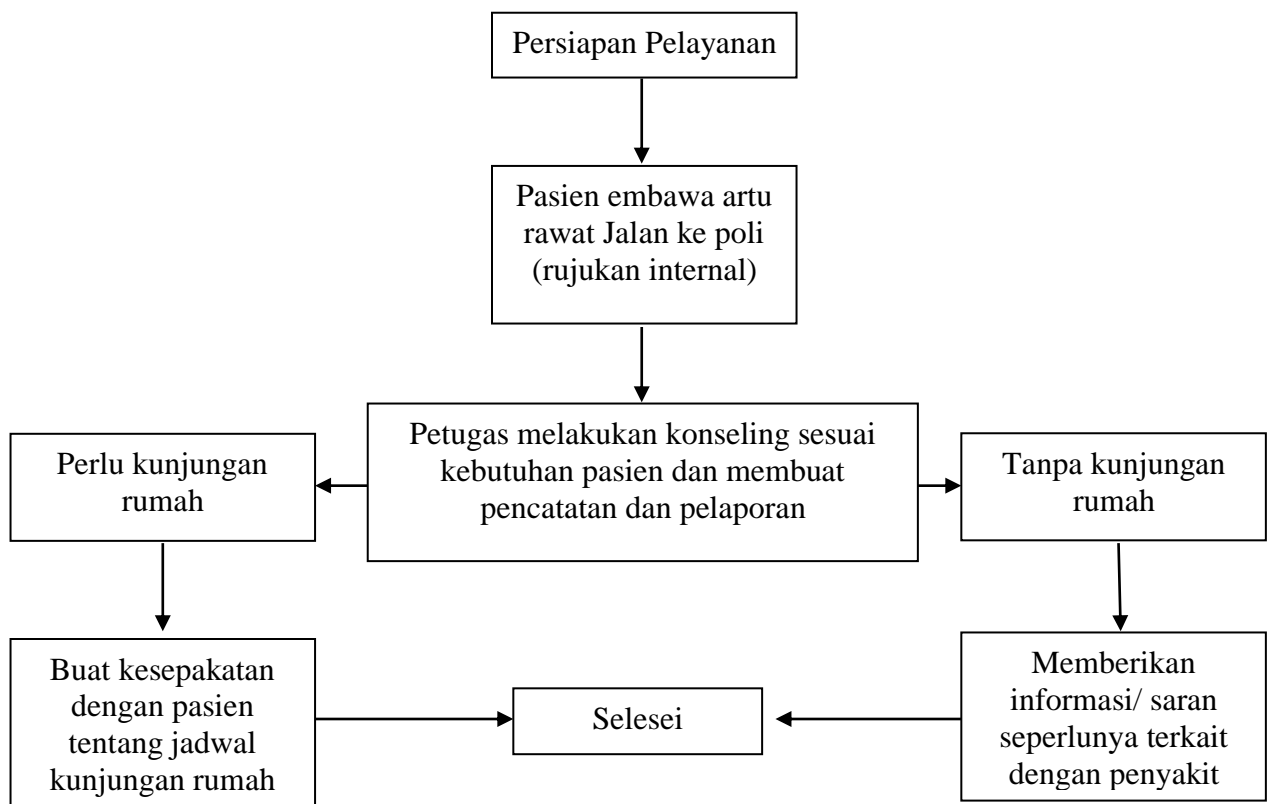 Persiapan Pelayanan
Pasien embawa artu
rawat Jalan ke poli
(rujukan internal)
Petugas melakukan konseling sesuai
kebutuhan pasien dan membuat
pencatatan dan pelaporan
Perlu kunjungan
rumah
Tanpa kunjungan
rumah
Buat kesepakatan
dengan pasien
tentang jadwal
kunjungan rumah
Selesei
Memberikan
informasi/ saran
seperlunya terkait
dengan penyakit